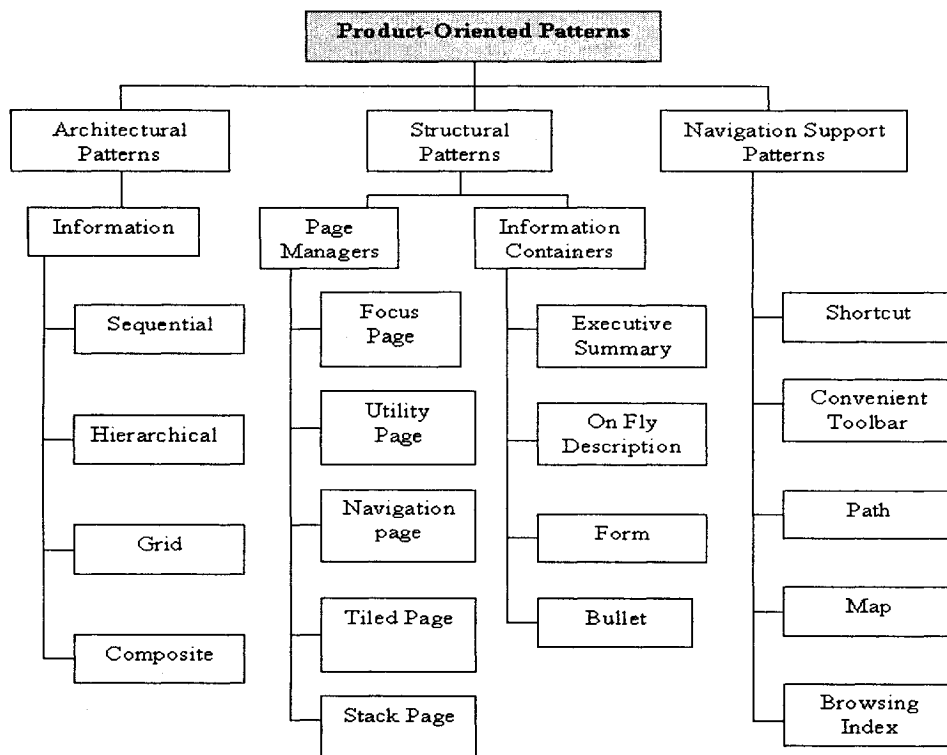 Product-Oriented Patterns
Architectural
Patterns
Structural
Patterns
Navigation Support
Patterns
Information
Page
Managers
Information
Containers
Sequential
Hierarchical
Grid
Composite
Focus
Page
Utility
Page
Navigation
page
Tiled Page
Stack Page
Executive
Summary
On Fly
Description
Form
Bullet
Shortcut
Convenient
Toolbar
Path
Map
Browsing
Index